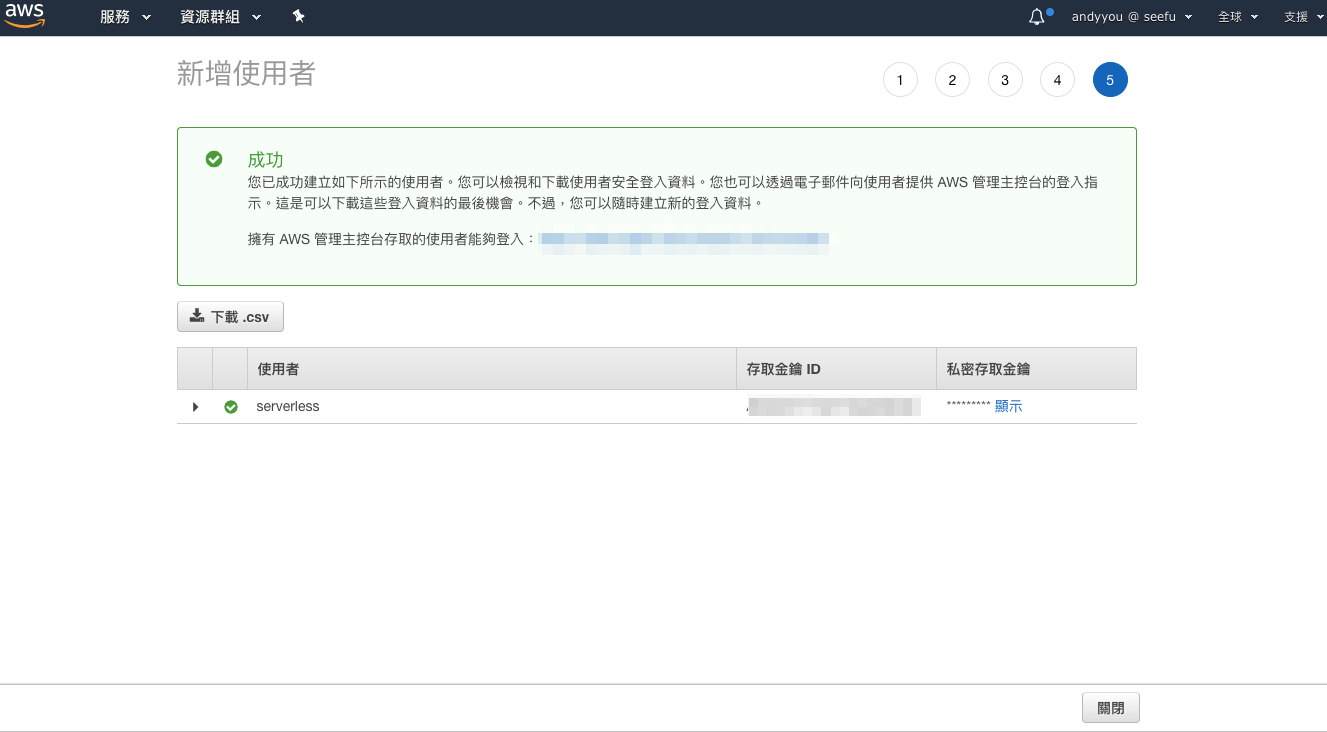 aws 服務 資源群組 andyyou @ seefu 全球 支援
新增使用者 1 2 3 4 5
成功
您已成功建立如下所示的使用者。您可以檢視和下載使用者安全登入資料。您也可以透過電子郵件向使用者提供 AWS 管理主控台的登入指
示。這是可以下載這些登入資料的最後機會。不過，您可以隨時建立新的登入資料。
擁有 AWS 管理主控台存取的使用者能夠登入：
下載 .csv
使用者 存取金鑰 ID 私密存取金鑰
serverless ********* 顯示
關閉